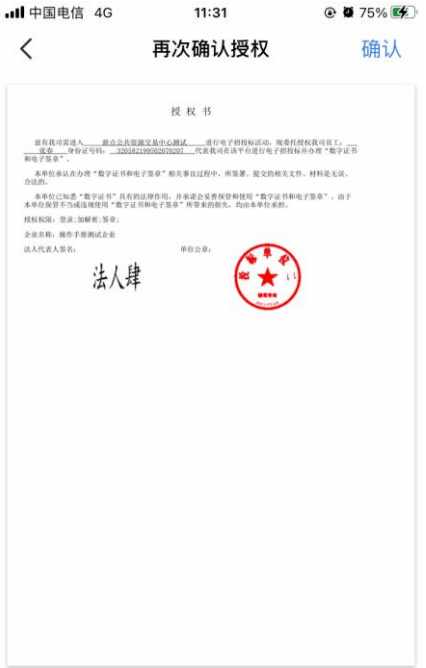 中国电信 4G 11:31 75%
再次确认授权 确认
授 权 书
兹有我司需进入 新点公共资源交易中心测试 进行电子招投标活动，现委托授权我司员工：
张春 身份证号码： 320582199502070207 代表我司在该平台进行电子招投标并办理“数字证书
和电子签章”。
本单位承认在办理“数字证书和电子签章”相关事宜过程中，所签署、提交的相关文件、材料是无误、
合法的。
本单位已知悉“数字证书”具有的法律作用，并承诺会妥善保管和使用“数字证书和电子签章”。由于
本单位保管不当或违规使用“数字证书和电子签章”所带来的损失，均由本单位承担。
授权权限：登录;加解密;签章;
企业名称：操作手册测试企业
法人代表人签名： 单位公章：
法人肆
投标单位二